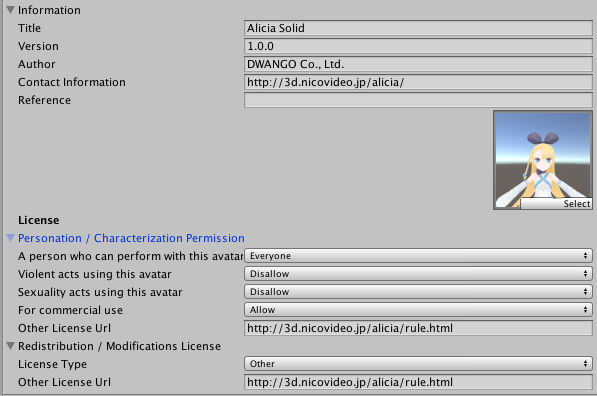 Information
Title Alicia Solid
Version 1.0.0
Author DWANGO Co., Ltd.
Contact Information http://3d.nicovideo.jp/alicia/
Reference
Select
License
Personation / Characterization Permission
A person who can perform with this avatar Everyone
Violent acts using this avatar Disallow
Sexuality acts using this avatar Disallow
For commercial use Allow
Other License Url http://3d.nicovideo.jp/alicia/rule.html
Redistribution / Modifications License
License Type Other
Other License Url http://3d.nicovideo.jp/alicia/rule.html